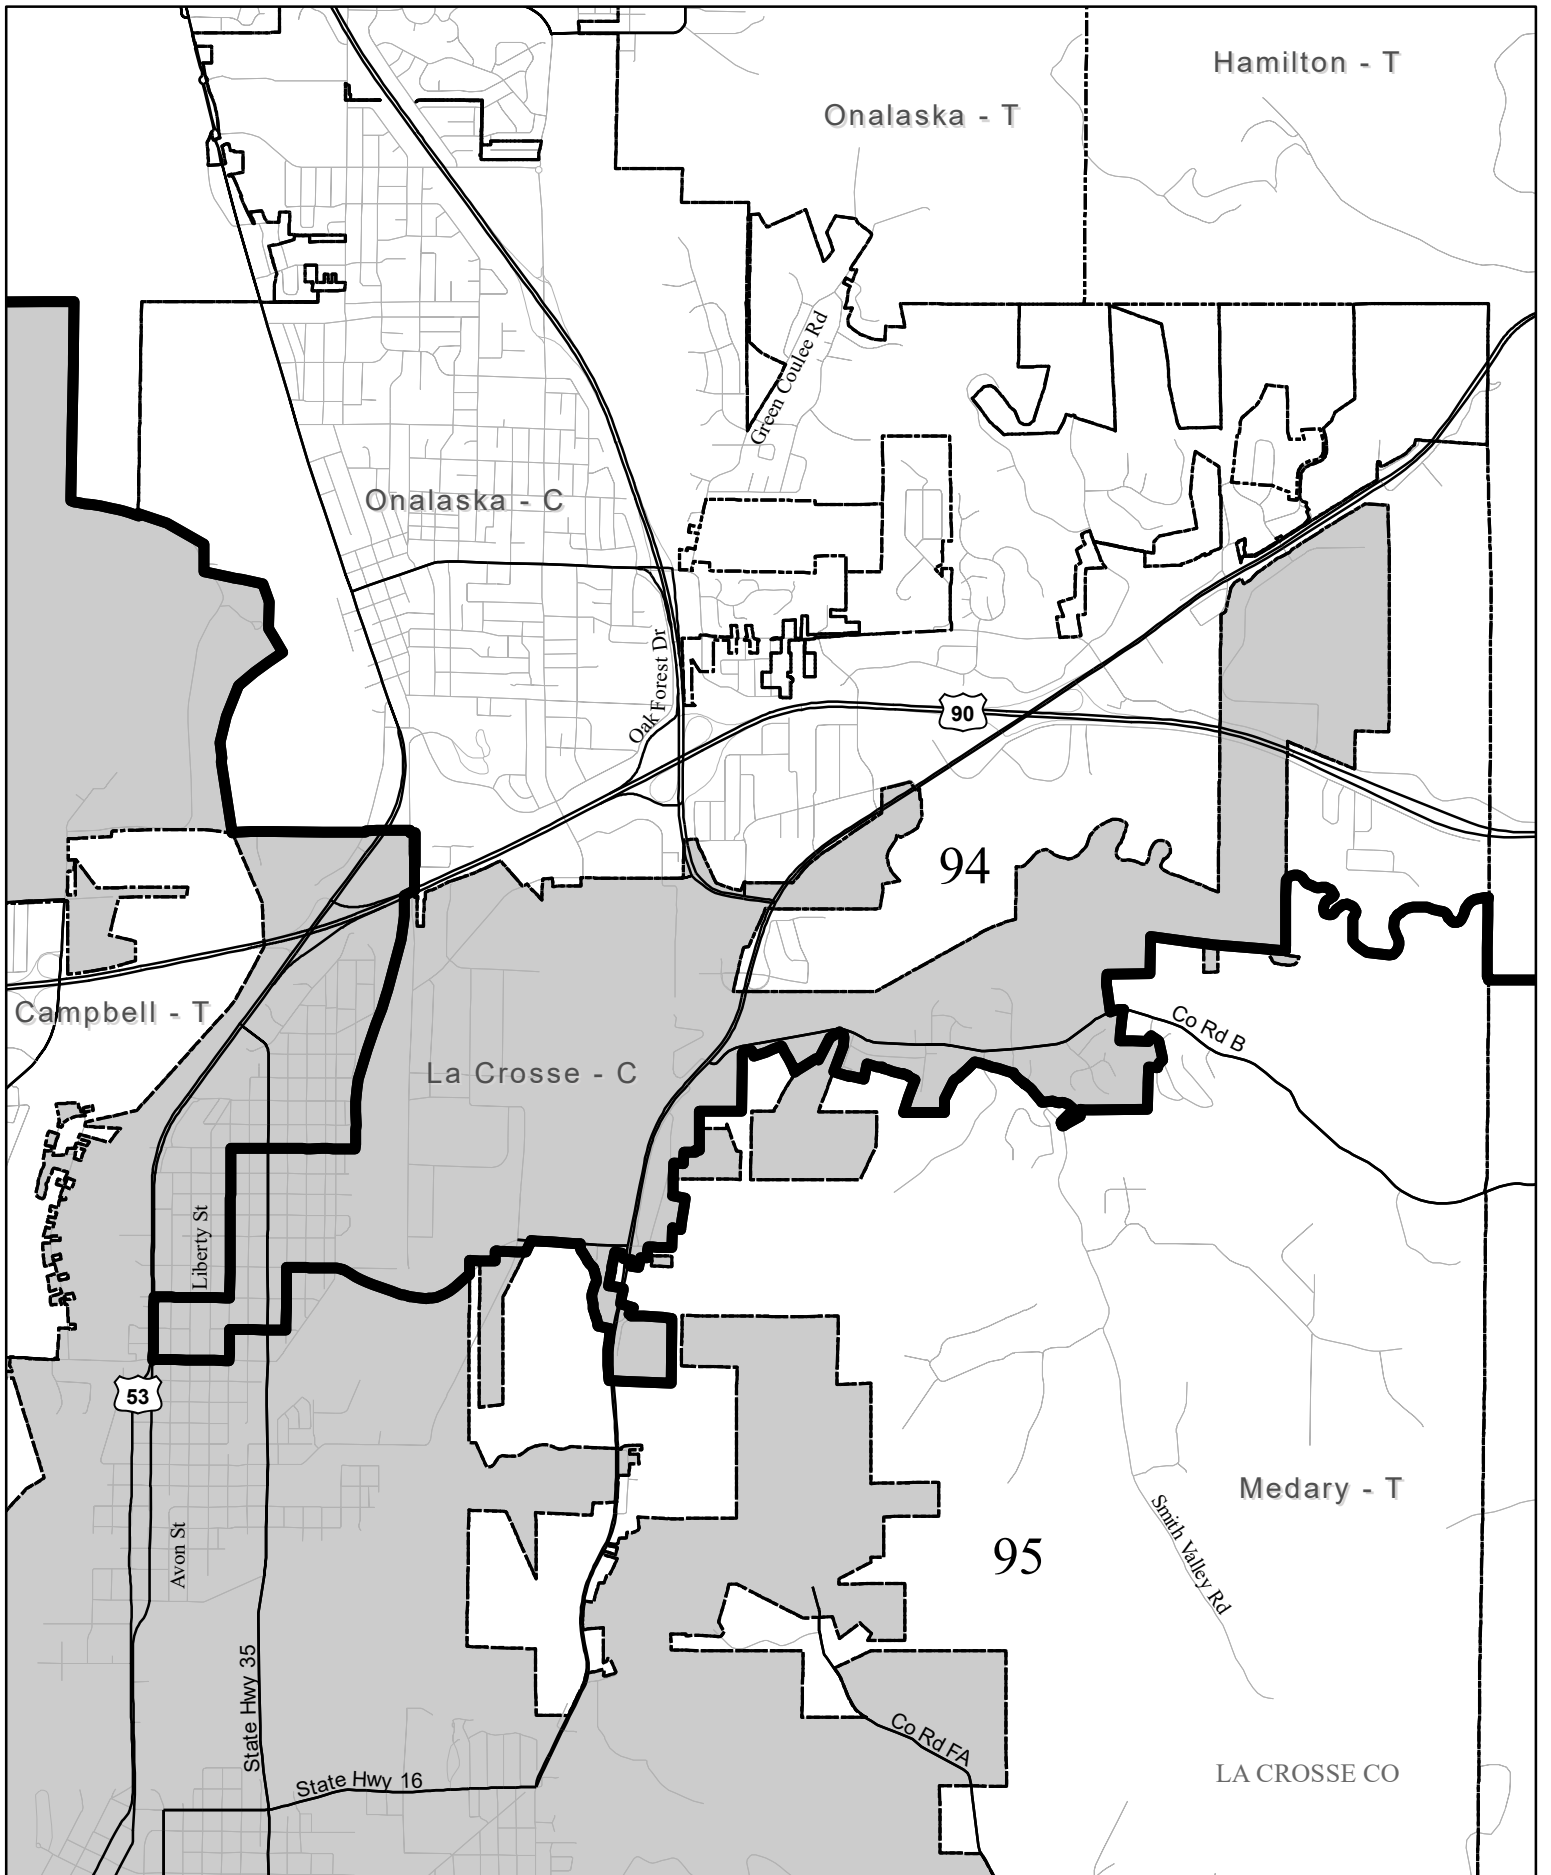 Hamilton - T
Onalaska - T
Green Coulee Rd
Onalaska - C
Oak Forest Dr
90
94
Campbell - T
Co Rd B
La Crosse - C
Liberty St
53
Medary - T
Smith Valley Rd
Avon St
95
State Hwy 35
Co Rd FA
LA CROSSE CO
State Hwy 16